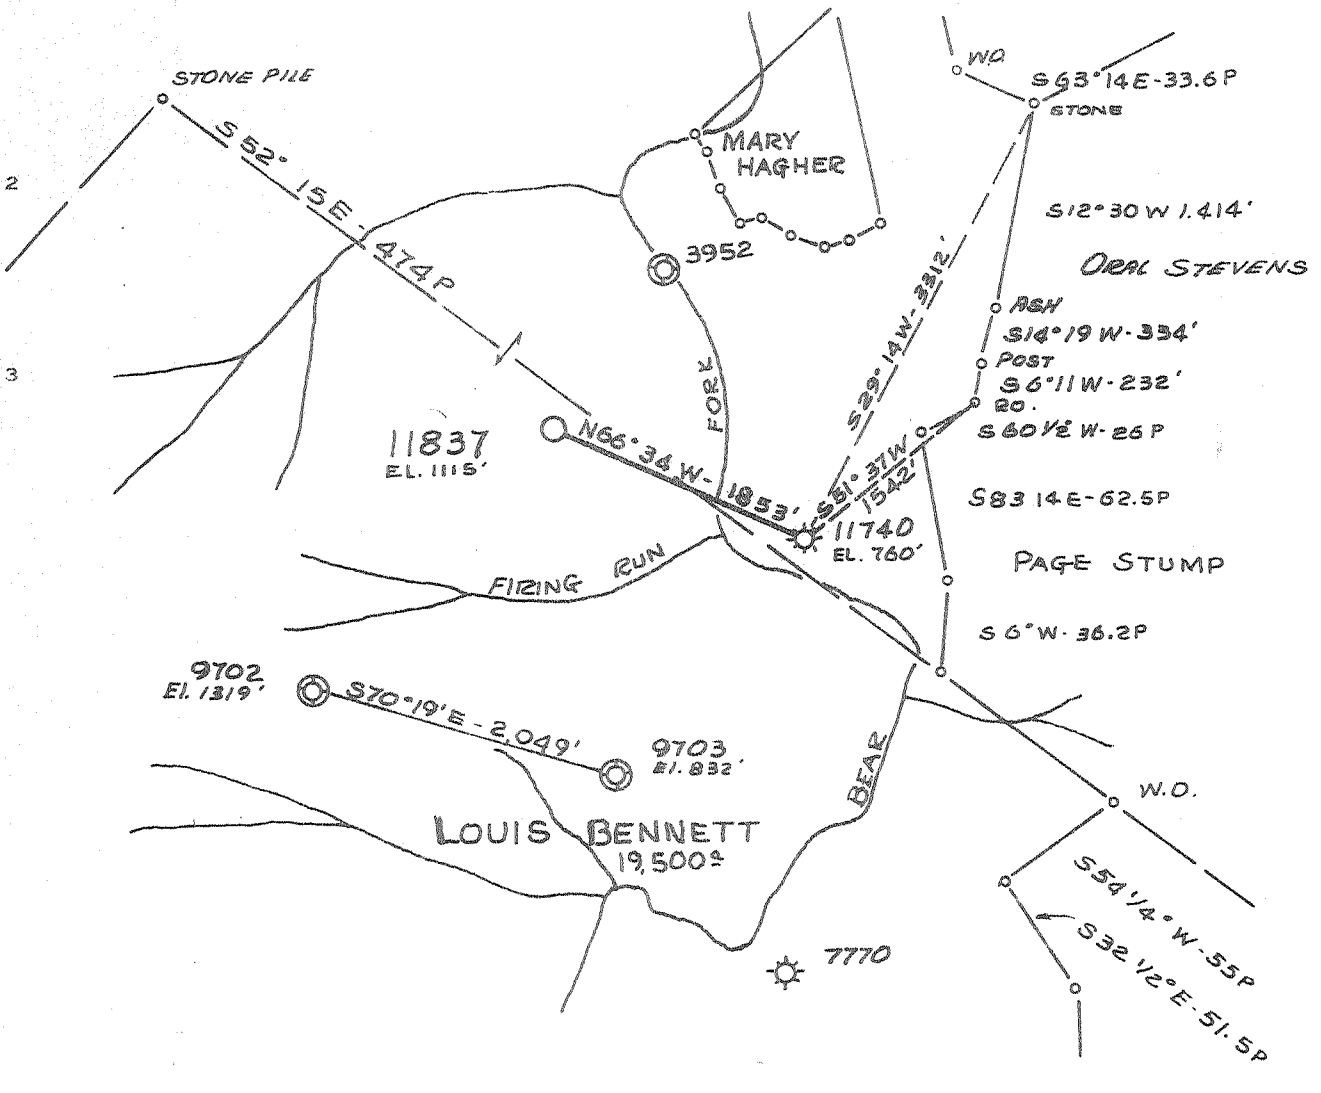 STONE PILE
W.O.
S 63° 14 E - 33.6 P
STONE
S 52° 15 E - 474 P
MARY
HAGHER
2
S 12° 30 W 1,414'
3952
ORAL STEVENS
S 29° 14 W - 3312'
ASH
S 14° 19 W - 334'
POST
3
S 6° 11 W - 232'
RO.
FORK
S 60 1/2° W - 26 P
11837
EL. 1115'
N 66° 34 W - 1853'
S 51° 37 W
1542'
S 83 14 E - 62.5 P
11740
EL. 760'
PAGE STUMP
FIRING RUN
S 6° W - 36.2 P
9702
El. 1319'
S 70° 19' E - 2,049'
9703
El. 832'
BEAR
W.O.
LOUIS BENNETT
19,500 a
S 54 1/4° W - 55 P
S 32 1/2° E - 51.5 P
7770